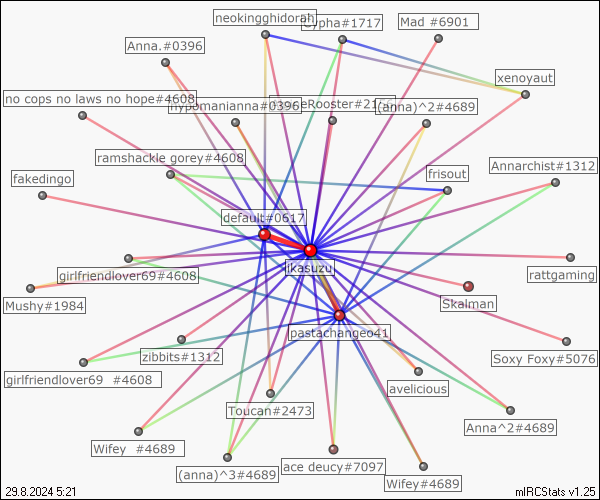 neokingghidorah
Cypha#1717
Mad #6901
Anna.#0396
xenoyaut
no cops no laws no hope#4608
hypomanianna#0396
(anna)^2#4689
ramshackle gorey#4608
frisout
Annarchist#1312
fakedingo
default#0617
ikasuzu
girlfriendlover69#4608
rattgaming
Mushy#1984
Skalman
pastachangeo41
zibbits#1312
Soxy Foxy#5076
girlfriendlover69 #4608
avelicious
Toucan#2473
Anna^2#4689
Wifey #4689
(anna)^3#4689
ace deucy#7097
Wifey#4689
29.8.2024 5:21
mIRCStats v1.25